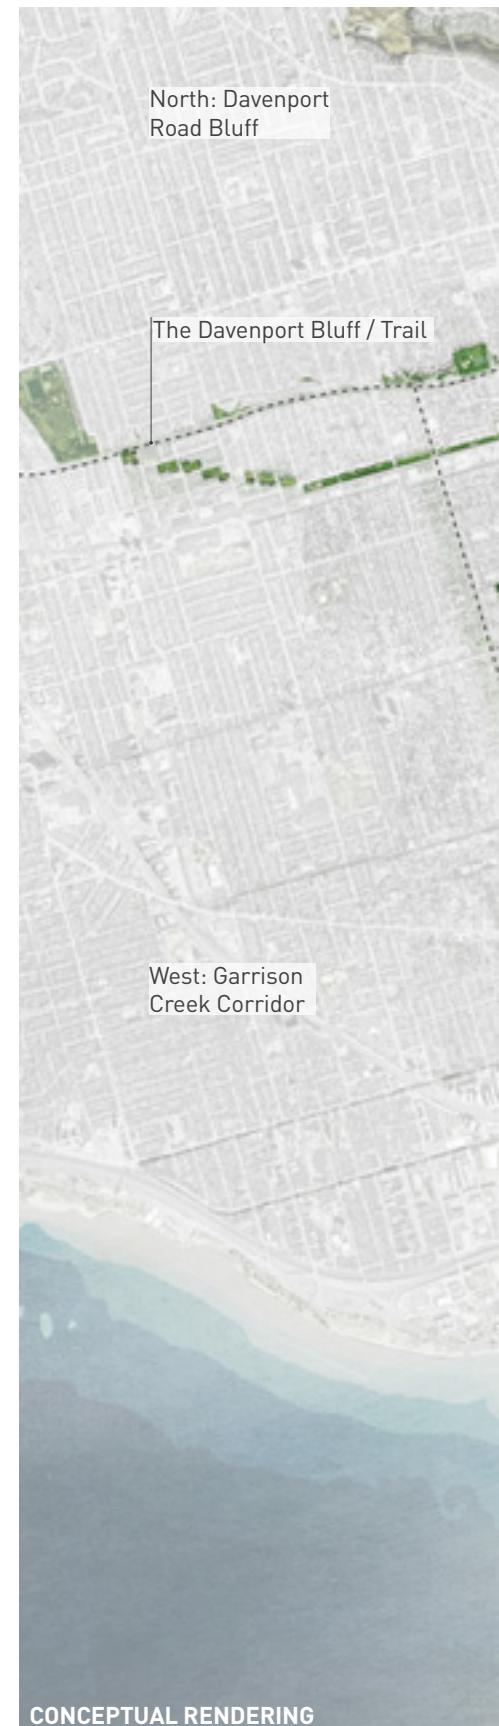 North: Davenport
Road Bluff
The Davenport Bluff / Trail
West: Garrison
Creek Corridor
CONCEPTUAL RENDERING